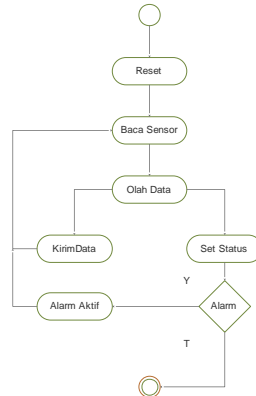 Reset
Baca Sensor
Olah Data
KirimData
Set Status
Y
Alarm Aktif
Alarm
T